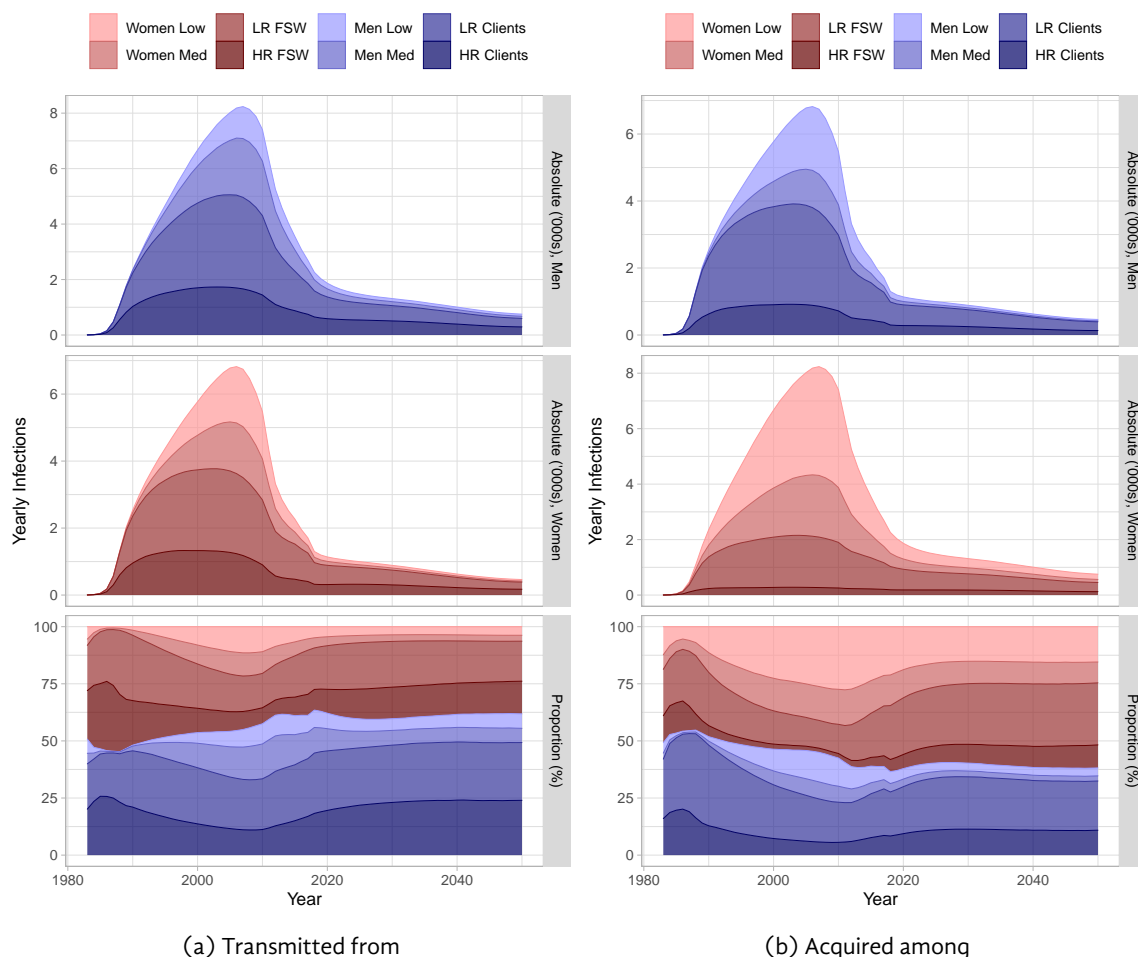 Women Low LR FSW Men Low LR Clients
Women Med HR FSW Men Med HR Clients
Yearly Infections
8
6
4
2
0
Absolute ('000s), Men
6
4
2
0
Absolute ('000s), Women
100
75
50
25
0
Proportion (%)
1980 2000 2020 2040
Year
(a) Transmitted from
Women Low LR FSW Men Low LR Clients
Women Med HR FSW Men Med HR Clients
Yearly Infections
6
4
2
0
Absolute ('000s), Men
8
6
4
2
0
Absolute ('000s), Women
100
75
50
25
0
Proportion (%)
1980 2000 2020 2040
Year
(b) Acquired among